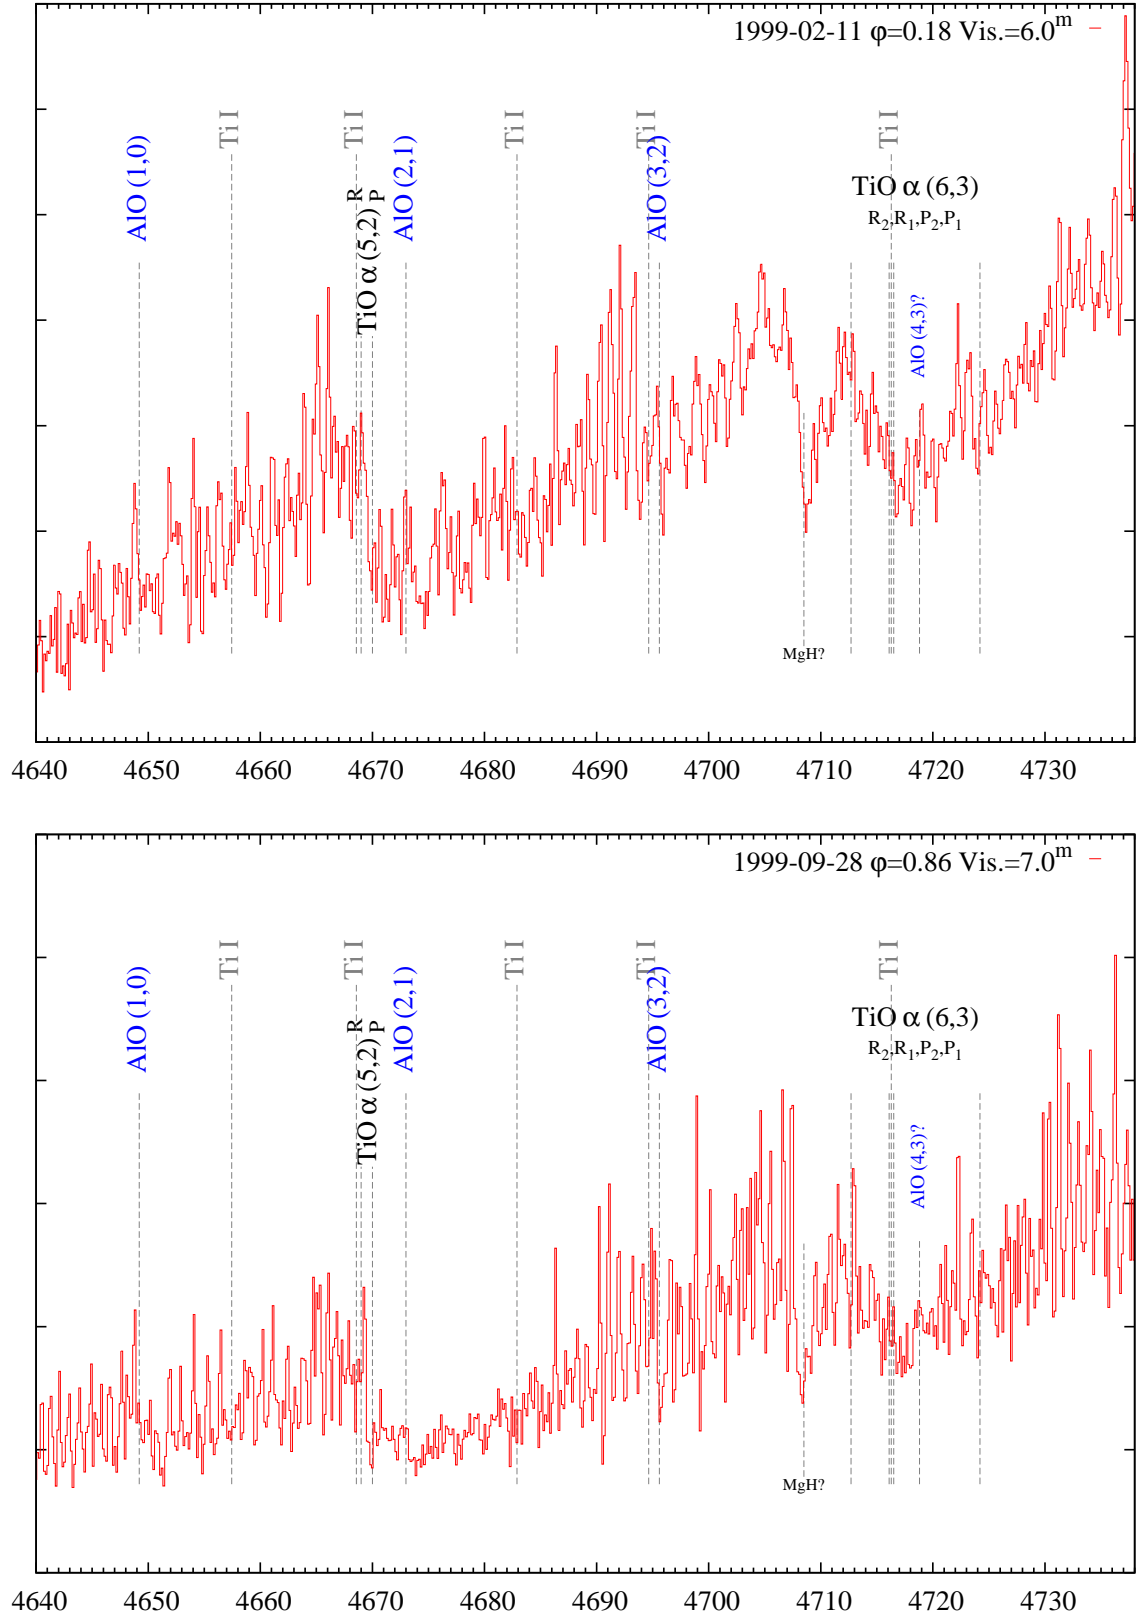 1999-02-11 φ=0.18 Vis.=6.0m
Ti I
Ti I
Ti I
Ti I
Ti I
AlO (1,0)
TiO α (5,2) R P
AlO (2,1)
AlO (3,2)
TiO α (6,3)
R2,R1,P2,P1
AlO (4,3)?
MgH?
4640 4650 4660 4670 4680 4690 4700 4710 4720 4730
1999-09-28 φ=0.86 Vis.=7.0m
Ti I
Ti I
Ti I
Ti I
Ti I
AlO (1,0)
TiO α (5,2) R P
AlO (2,1)
AlO (3,2)
TiO α (6,3)
R2,R1,P2,P1
AlO (4,3)?
MgH?
4640 4650 4660 4670 4680 4690 4700 4710 4720 4730